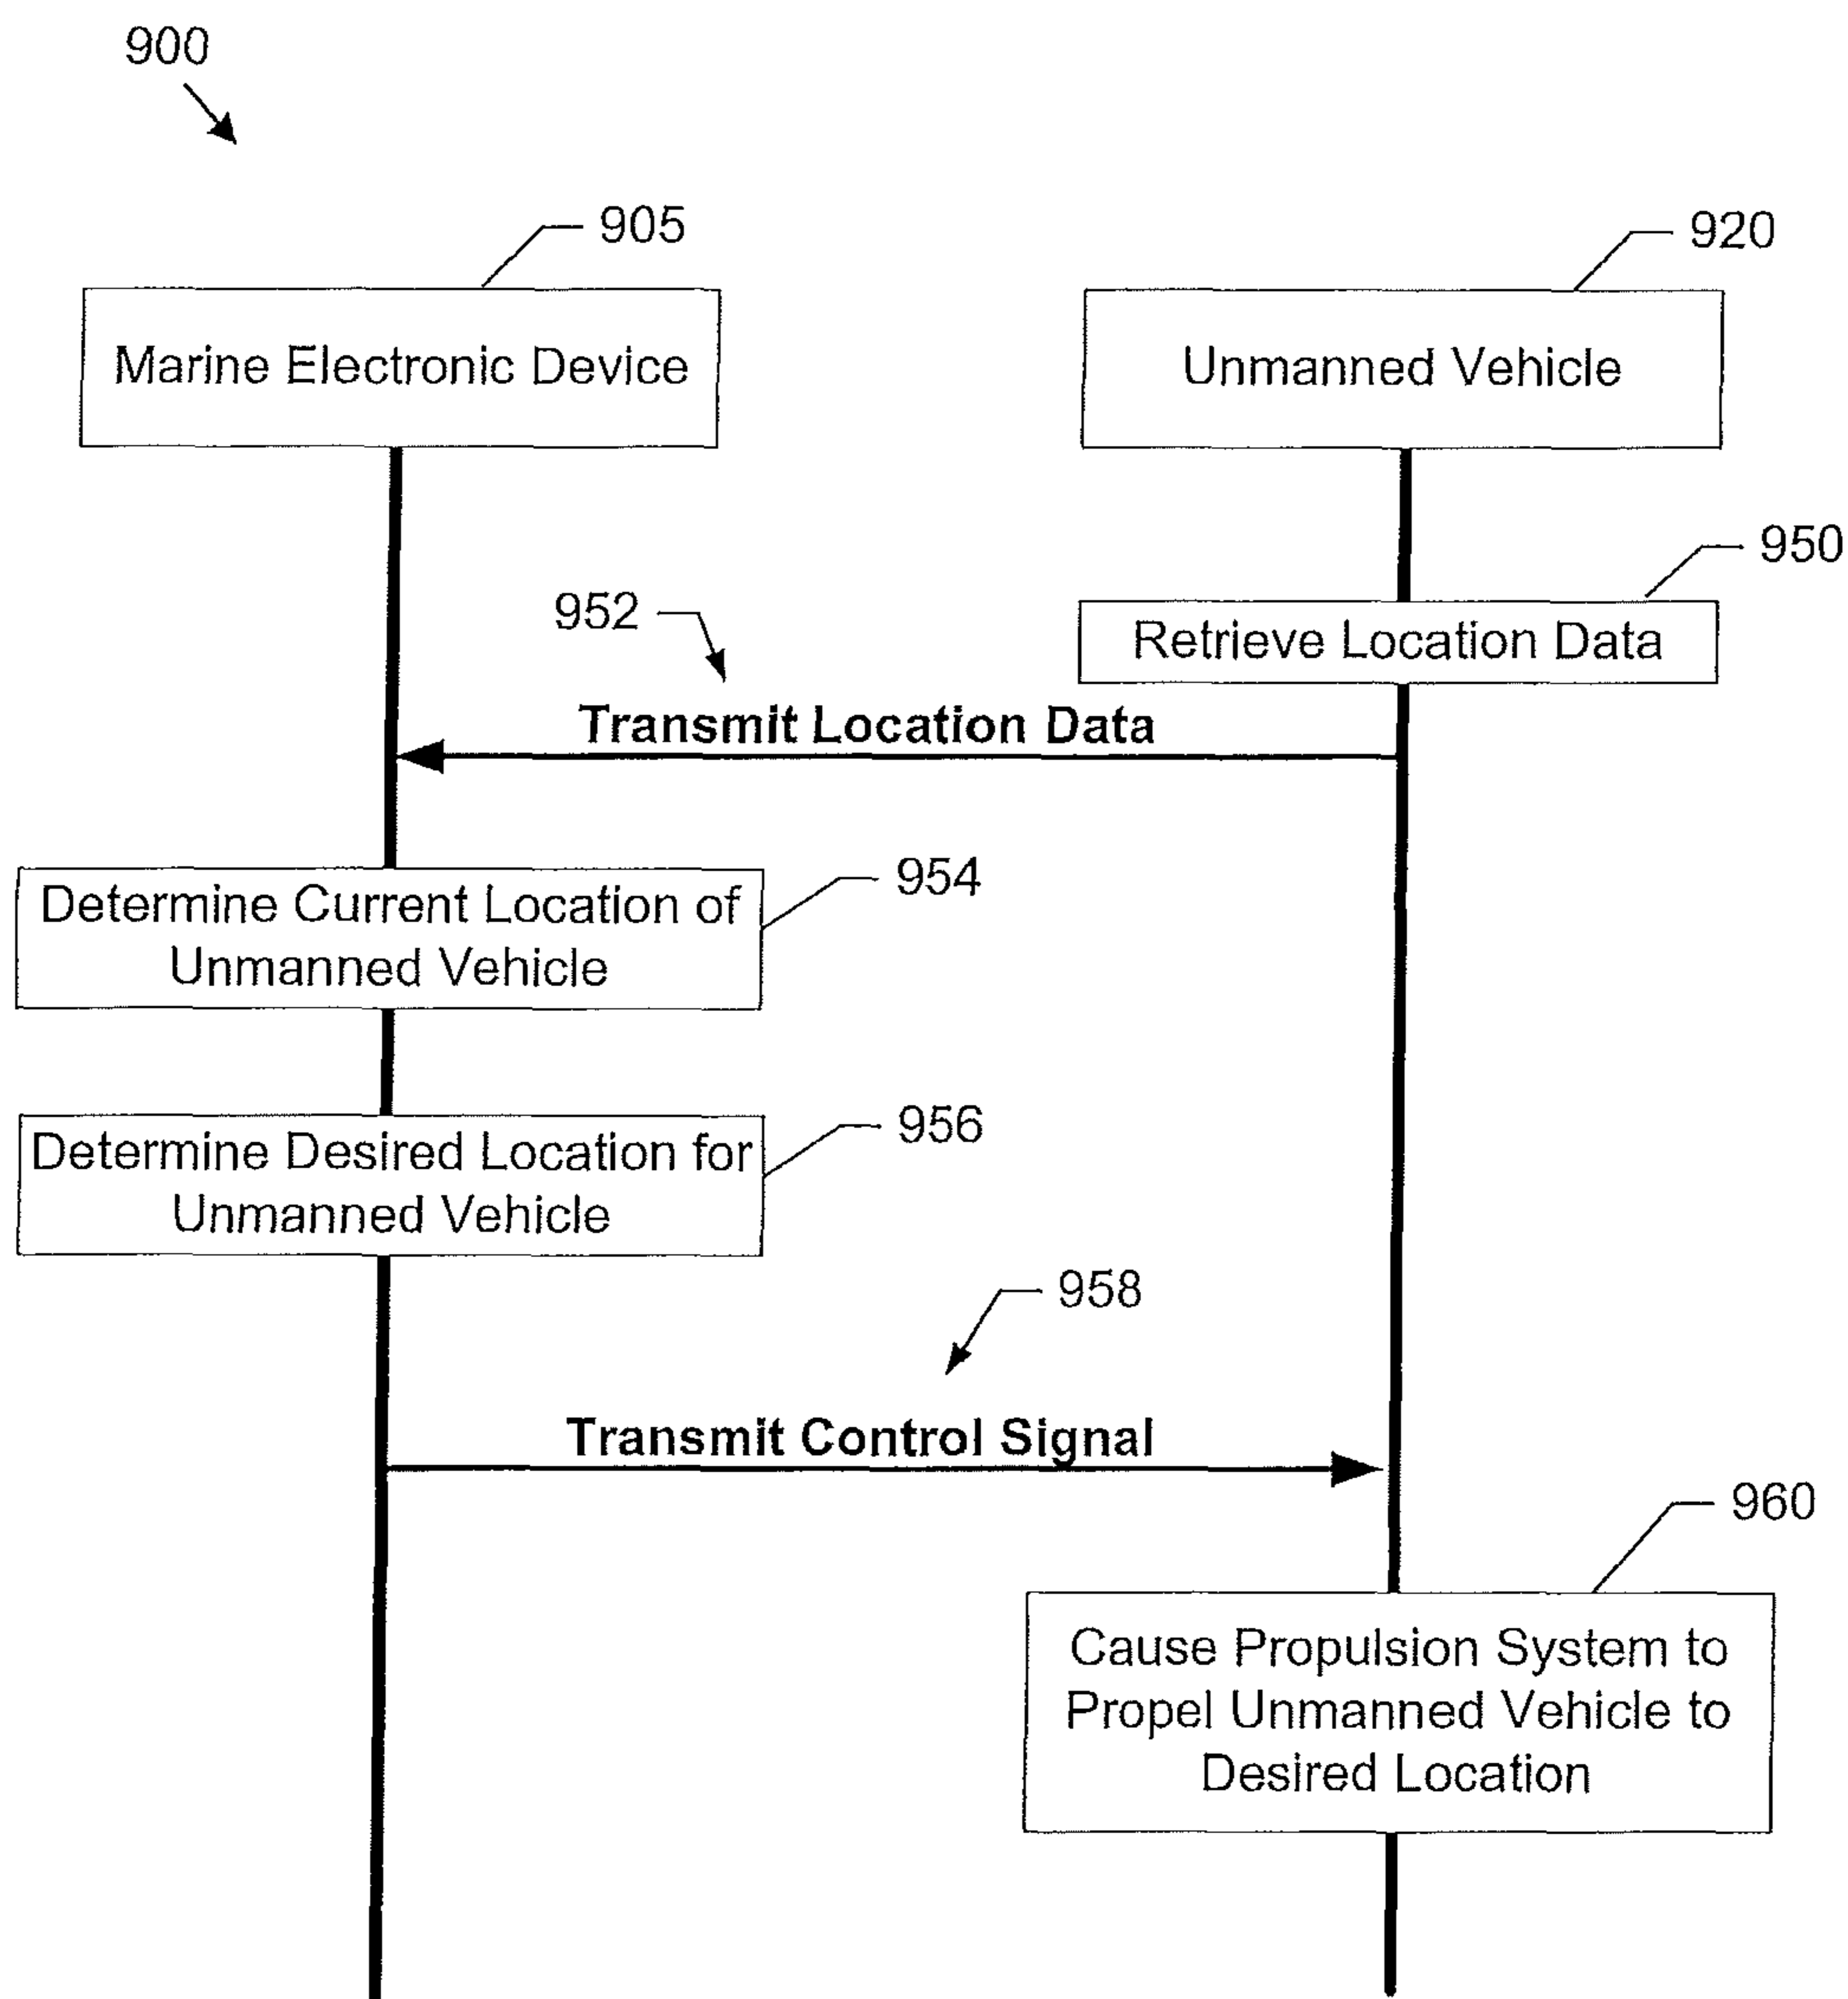 900
905
920
Marine Electronic Device
Unmanned Vehicle
950
952
Retrieve Location Data
Transmit Location Data
954
Determine Current Location of
Unmanned Vehicle
956
Determine Desired Location for
Unmanned Vehicle
958
Transmit Control Signal
960
Cause Propulsion System to
Propel Unmanned Vehicle to
Desired Location